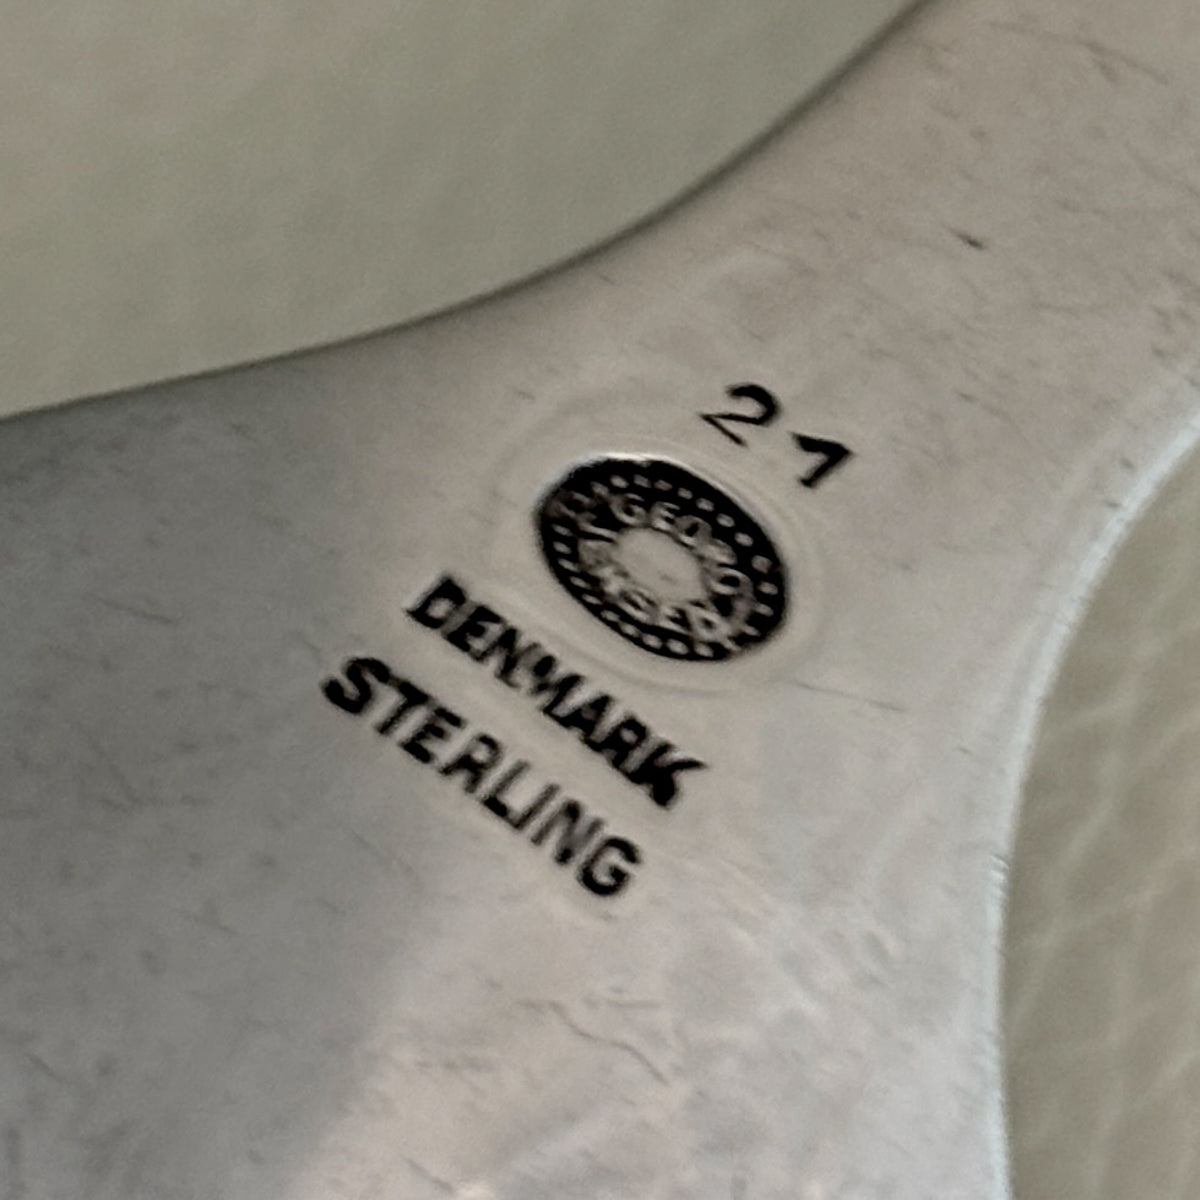 21
GEORG
JENSEN
DENMARK
STERLING